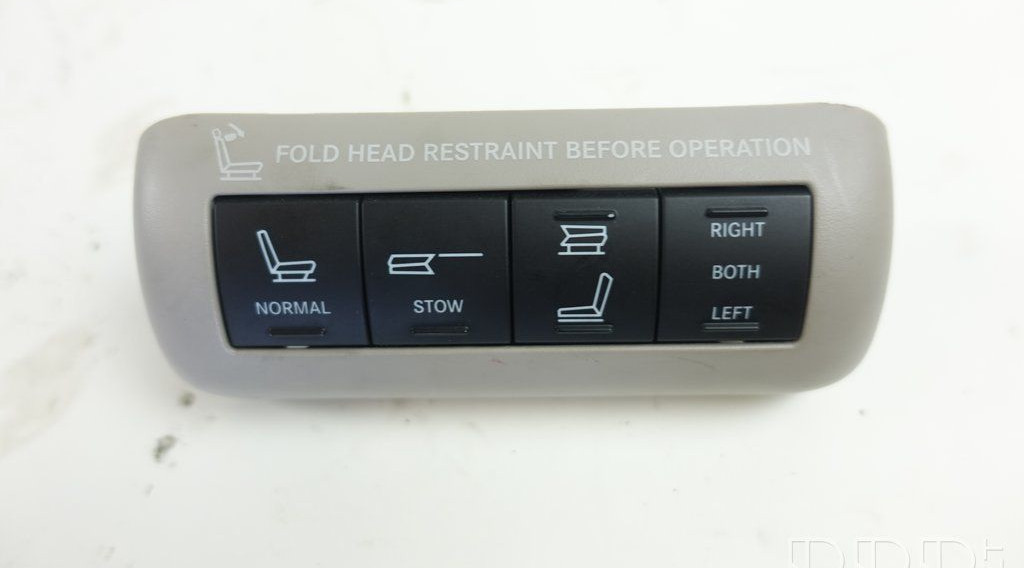 FOLD HEAD RESTRAINT BEFORE OPERATION
NORMAL
STOW
RIGHT
BOTH
LEFT